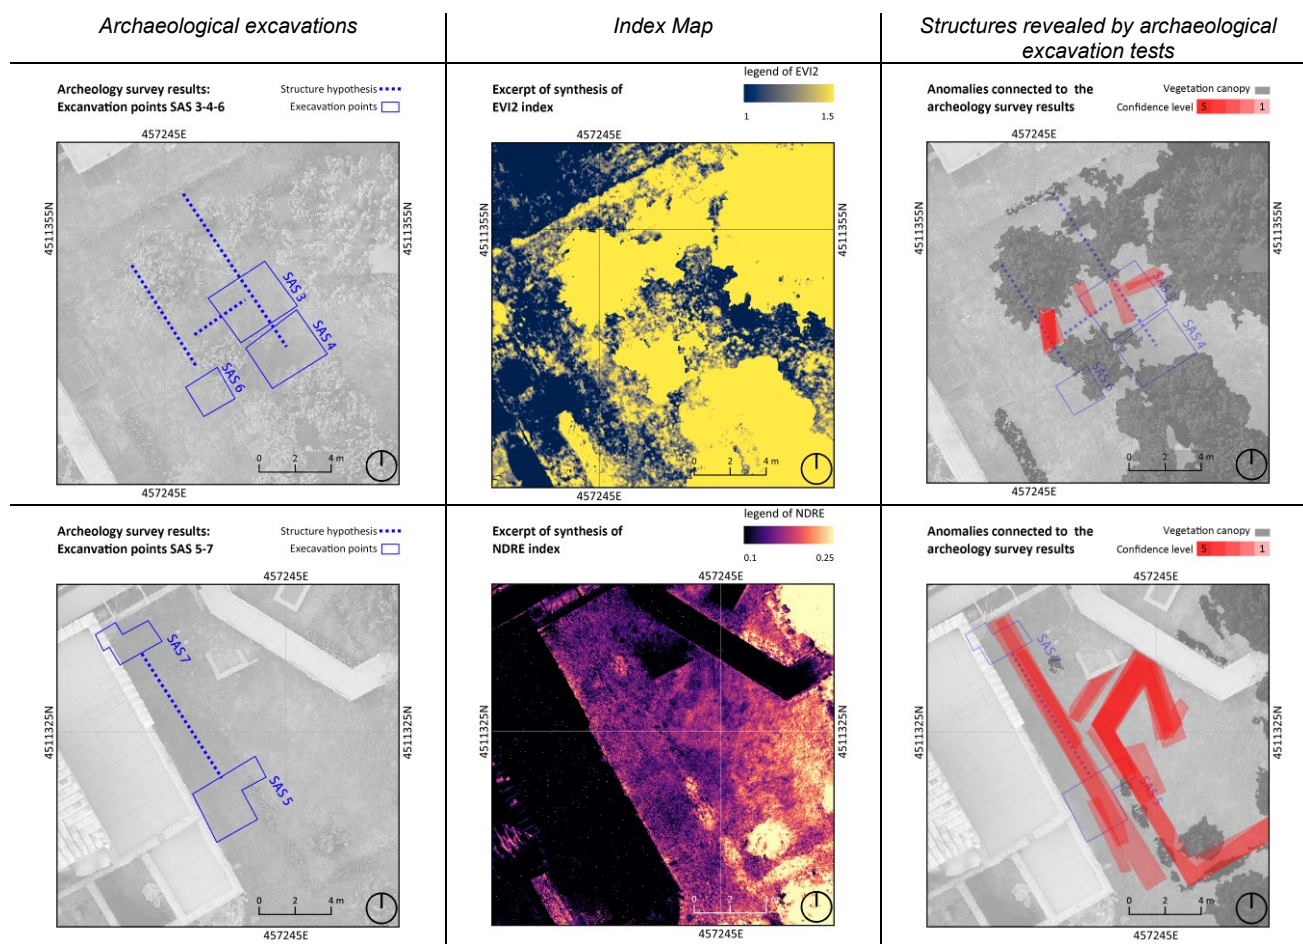 Archaeological excavations
Index Map
Structures revealed by archaeological
excavation tests
Archeology survey results:
Excanvation points SAS 3-4-6
Structure hypothesis
Execavation points
457245E
4511355N
4511355N
SAS 3
SAS 4
SAS 6
0 2 4 m
457245E
Excerpt of synthesis of
EVI2 index
legend of EVI2
1 1.5
457245E
4511355N
4511355N
0 2 4 m
457245E
Anomalies connected to the
archeology survey results
Vegetation canopy
Confidence level 5 1
457245E
4511355N
4511355N
SAS 3
SAS 4
SAS 6
0 2 4 m
457245E
Archeology survey results:
Excanvation points SAS 5-7
Structure hypothesis
Execavation points
457245E
4511325N
4511325N
SAS 7
SAS 5
0 2 4 m
457245E
Excerpt of synthesis of
NDRE index
legend of NDRE
0.1 0.25
457245E
4511325N
4511325N
0 2
457245E
Anomalies connected to the
archeology survey results
Vegetation canopy
Confidence level 5 1
457245E
4511325N
4511325N
SAS 7
SAS 5
0 2 4 m
457245E